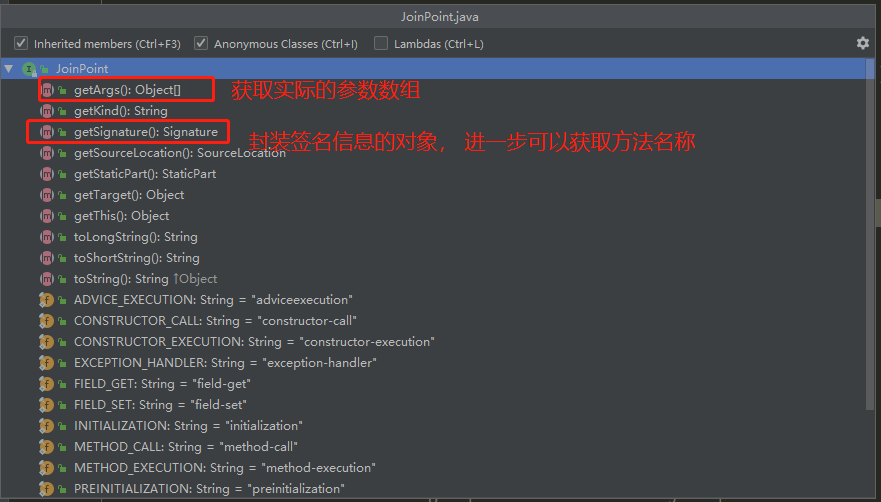 JoinPoint.java
Inherited members (Ctrl+F3) Anonymous Classes (Ctrl+I) Lambdas (Ctrl+L)
JoinPoint
getArgs(): Object[] 获取实际的参数数组
getKind(): String
getSignature(): Signature 封装签名信息的对象， 进一步可以获取方法名称
getSourceLocation(): SourceLocation
getStaticPart(): StaticPart
getTarget(): Object
getThis(): Object
toLongString(): String
toShortString(): String
toString(): String ↑Object
ADVICE_EXECUTION: String = "adviceexecution"
CONSTRUCTOR_CALL: String = "constructor-call"
CONSTRUCTOR_EXECUTION: String = "constructor-execution"
EXCEPTION_HANDLER: String = "exception-handler"
FIELD_GET: String = "field-get"
FIELD_SET: String = "field-set"
INITIALIZATION: String = "initialization"
METHOD_CALL: String = "method-call"
METHOD_EXECUTION: String = "method-execution"
PREINITIALIZATION: String = "preinitialization"